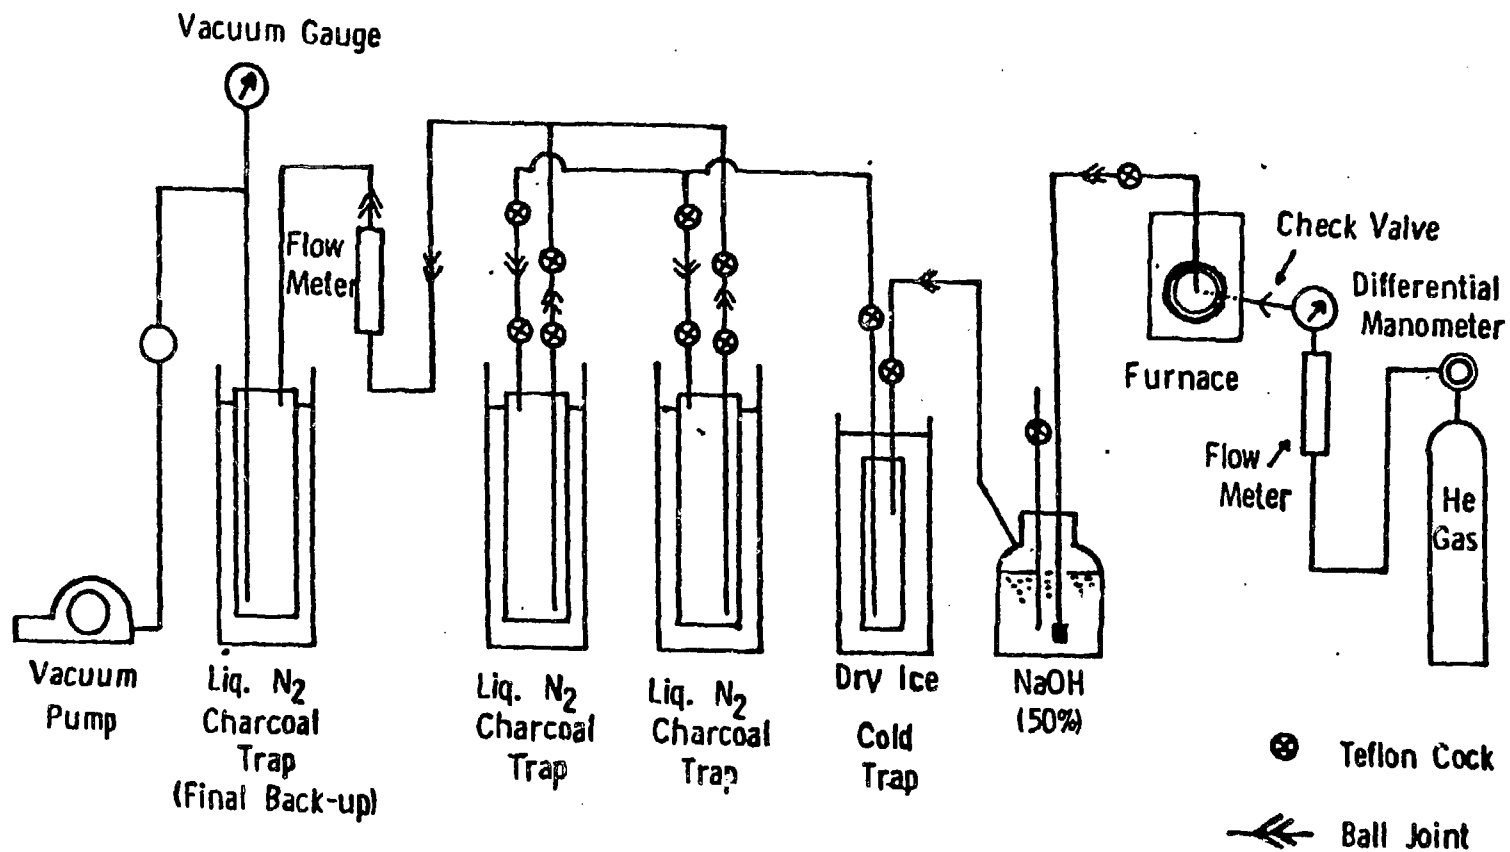 Vacuum Gauge
Flow
Meter
Check Valve
Differential
Manometer
Furnace
Flow
Meter
He
Gas
Vacuum
Pump
Liq. N2
Charcoal
Trap
(Final Back-up)
Liq. N2
Charcoal
Trap
Liq. N2
Charcoal
Trap
Dry Ice
Cold
Trap
NaOH
(50%)
Teflon Cock
Ball Joint